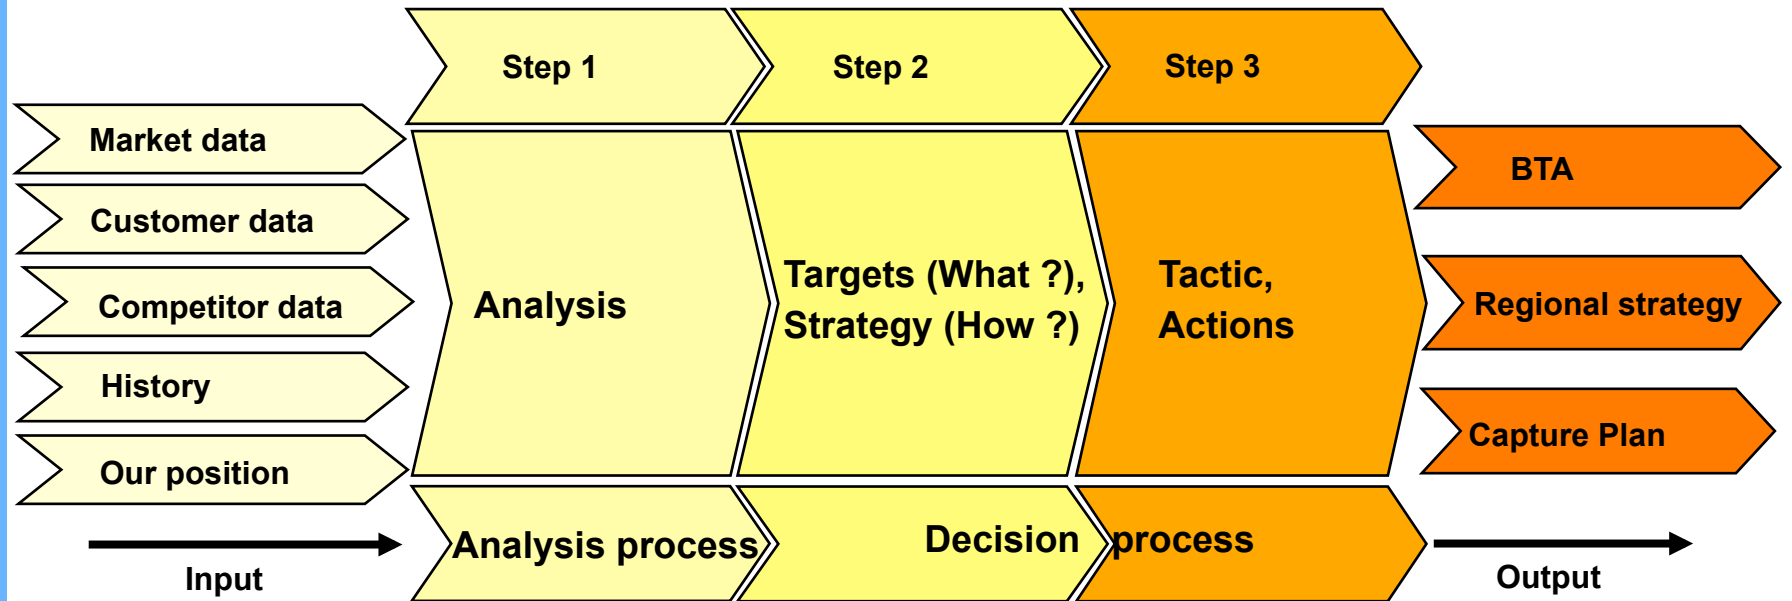 Step 1
Step 2
Step 3
Market data
Customer data
Competitor data
History
Our position
Analysis
Targets (What ?),
Strategy (How ?)
Tactic,
Actions
BTA
Regional strategy
Capture Plan
Analysis process
Decision process
Input
Output